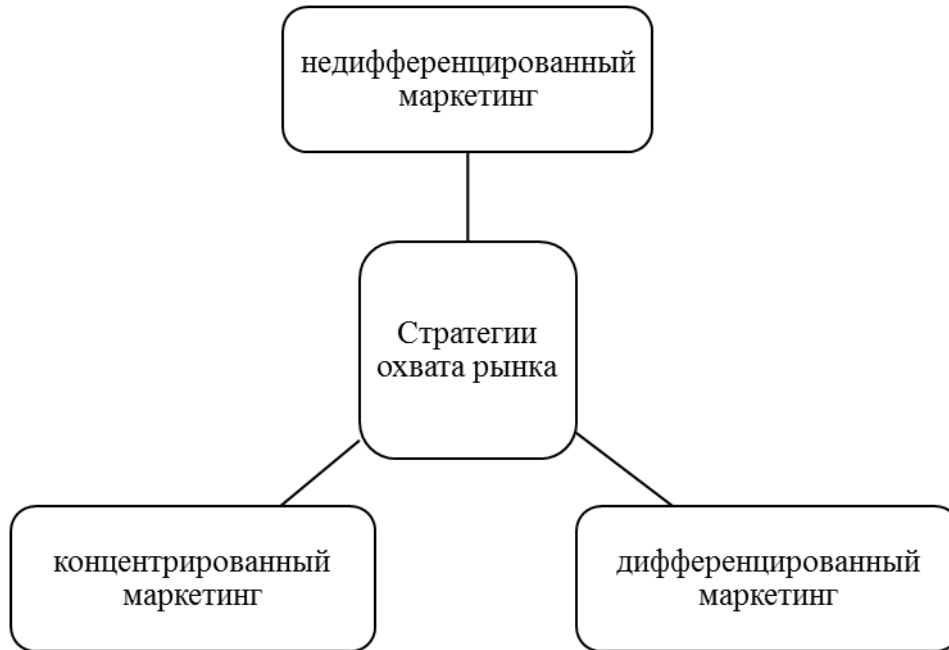 недифференцированный
маркетинг
Стратегии
охвата рынка
концентрированный
маркетинг
дифференцированный
маркетинг